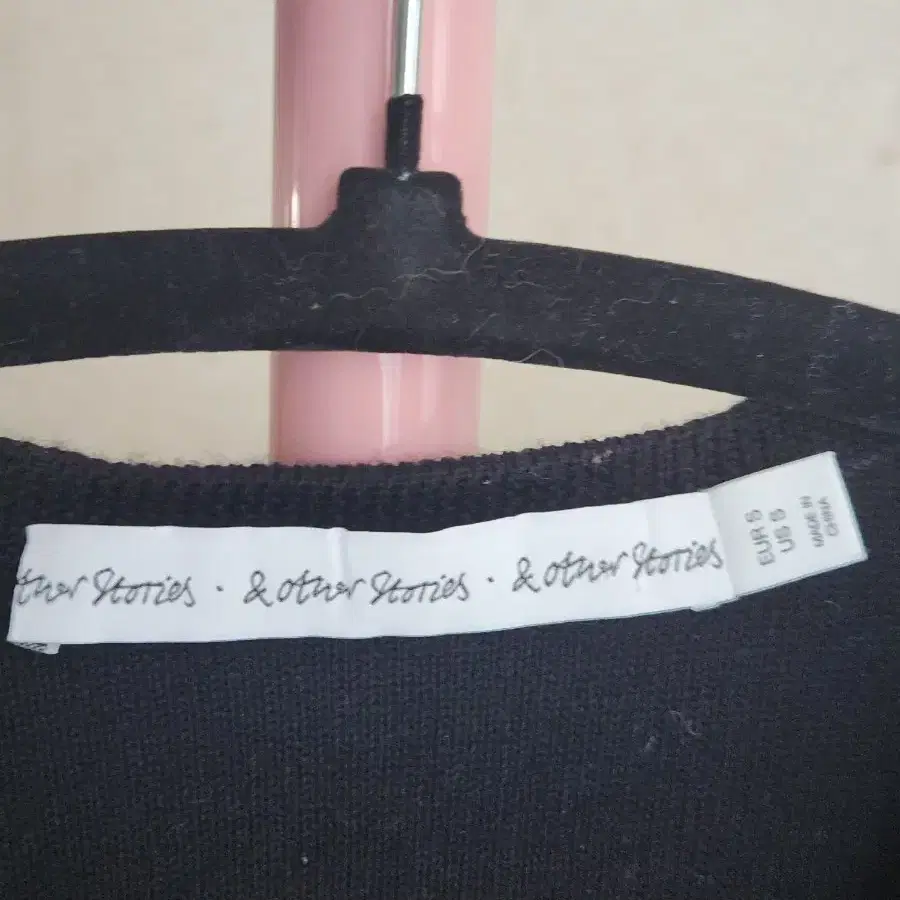 ther Stories · & other Stories · & other Stories
EUR S
US S
MADE IN
CHINA